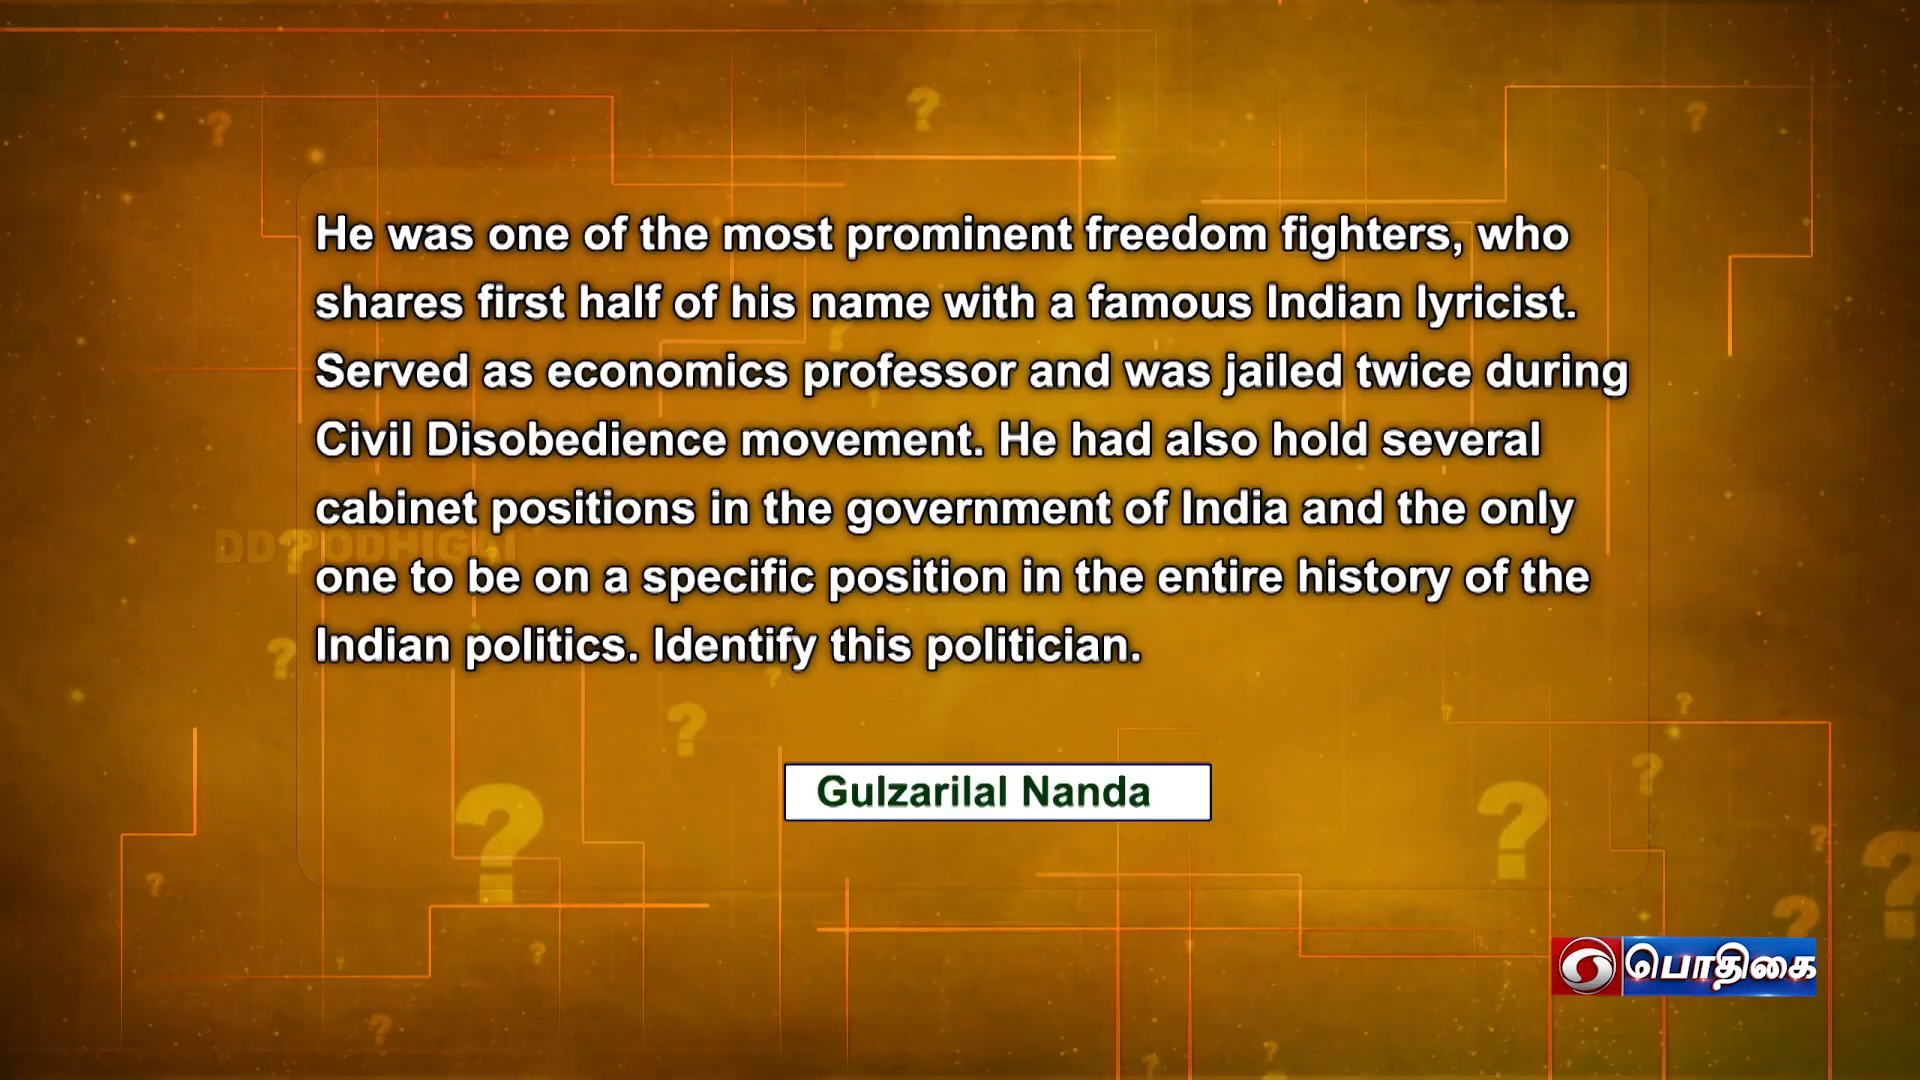 He was one of the most prominent freedom fighters, who
shares first half of his name with a famous Indian lyricist.
Served as economics professor and was jailed twice during
Civil Disobedience movement. He had also hold several
cabinet positions in the government of India and the only
DD PODHIGAI
one to be on a specific position in the entire history of the
Indian politics. Identify this politician.
Gulzarilal Nanda
பொதிகை